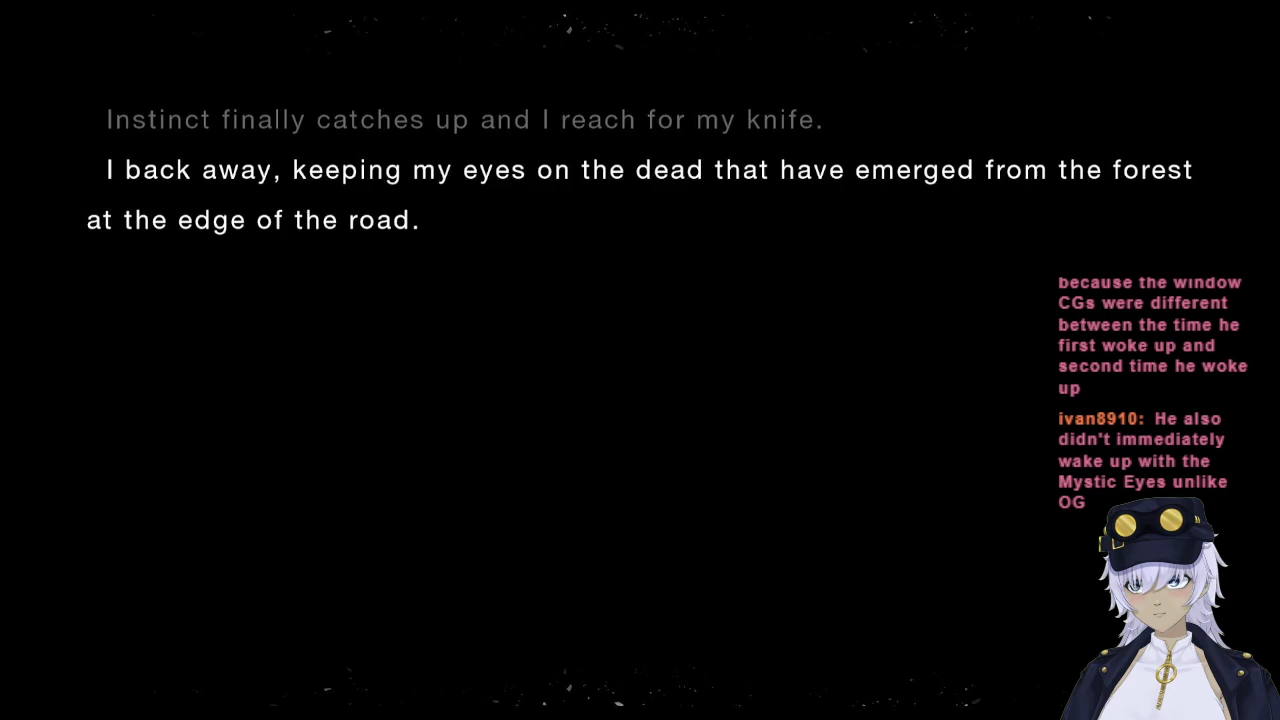 Instinct finally catches up and I reach for my knife.
I back away, keeping my eyes on the dead that have emerged from the forest
at the edge of the road.
because the window
CGs were different
between the time he
first woke up and
second time he woke
up
ivan8910: He also
didn't immediately
wake up with the
Mystic Eyes unlike
OG